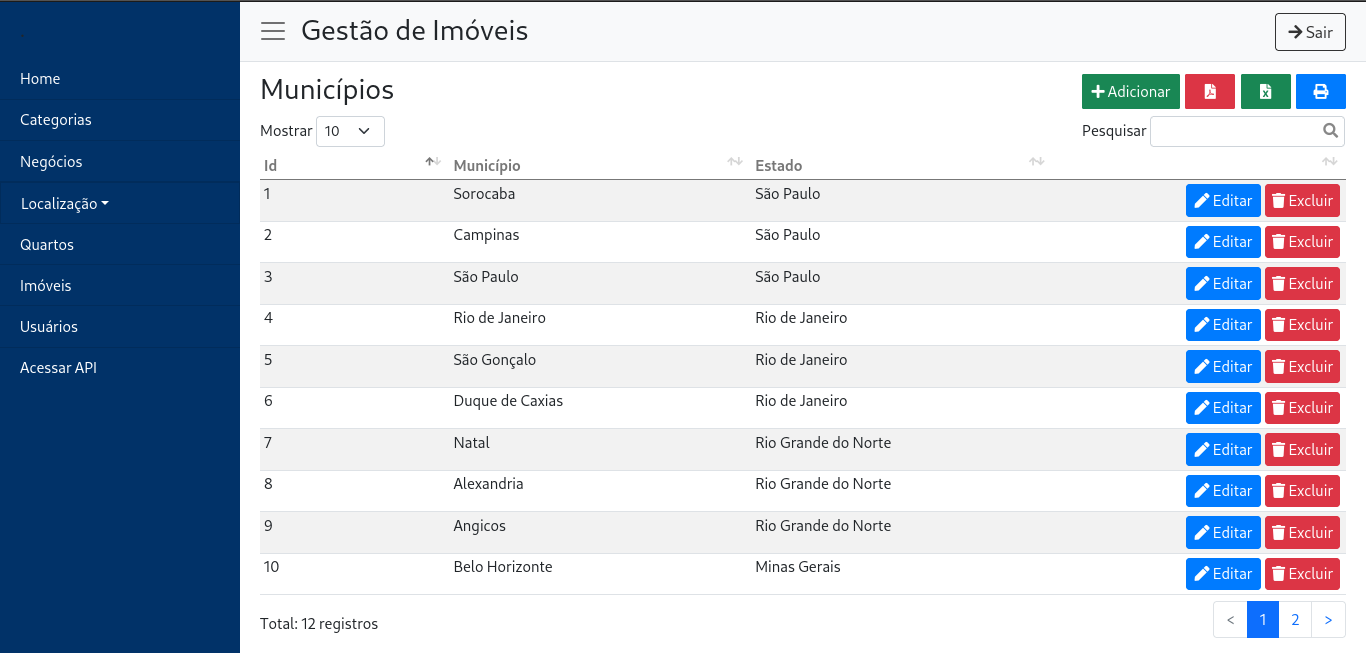 Gestão de Imóveis
Sair
Home
Categorias
Negócios
Localização
Quartos
Imóveis
Usuários
Acessar API
Municípios
Adicionar
Mostrar 10
Pesquisar
Id Município Estado
1 Sorocaba São Paulo Editar Excluir
2 Campinas São Paulo Editar Excluir
3 São Paulo São Paulo Editar Excluir
4 Rio de Janeiro Rio de Janeiro Editar Excluir
5 São Gonçalo Rio de Janeiro Editar Excluir
6 Duque de Caxias Rio de Janeiro Editar Excluir
7 Natal Rio Grande do Norte Editar Excluir
8 Alexandria Rio Grande do Norte Editar Excluir
9 Angicos Rio Grande do Norte Editar Excluir
10 Belo Horizonte Minas Gerais Editar Excluir
Total: 12 registros
< 1 2 >